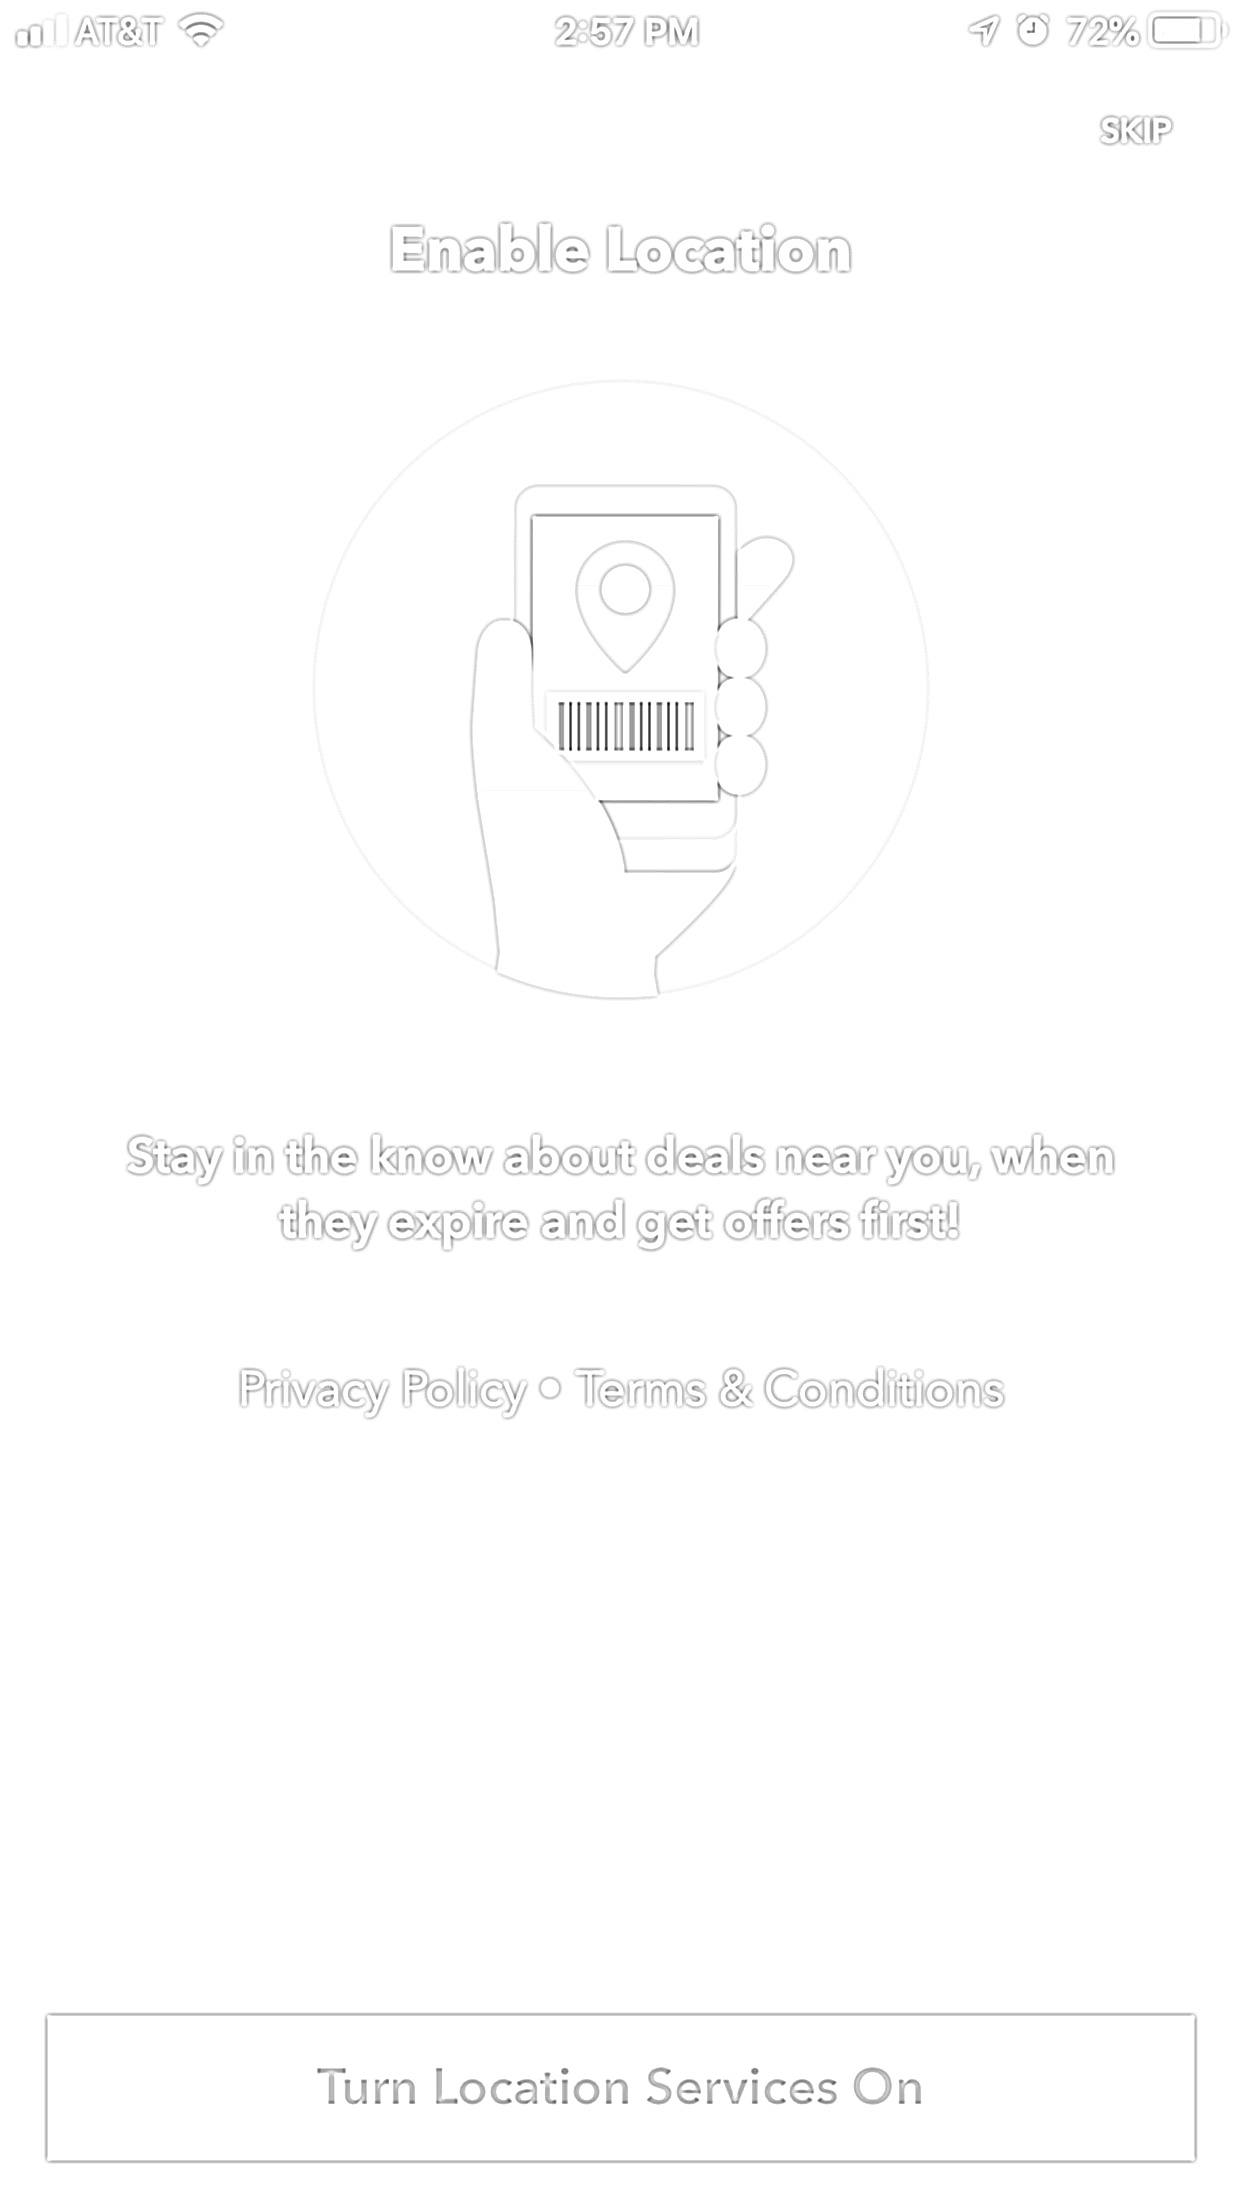 AT&T 2:57 PM 72%
SKIP
Enable Location
Stay in the know about deals near you, when
they expire and get offers first!
Privacy Policy • Terms & Conditions
Turn Location Services On